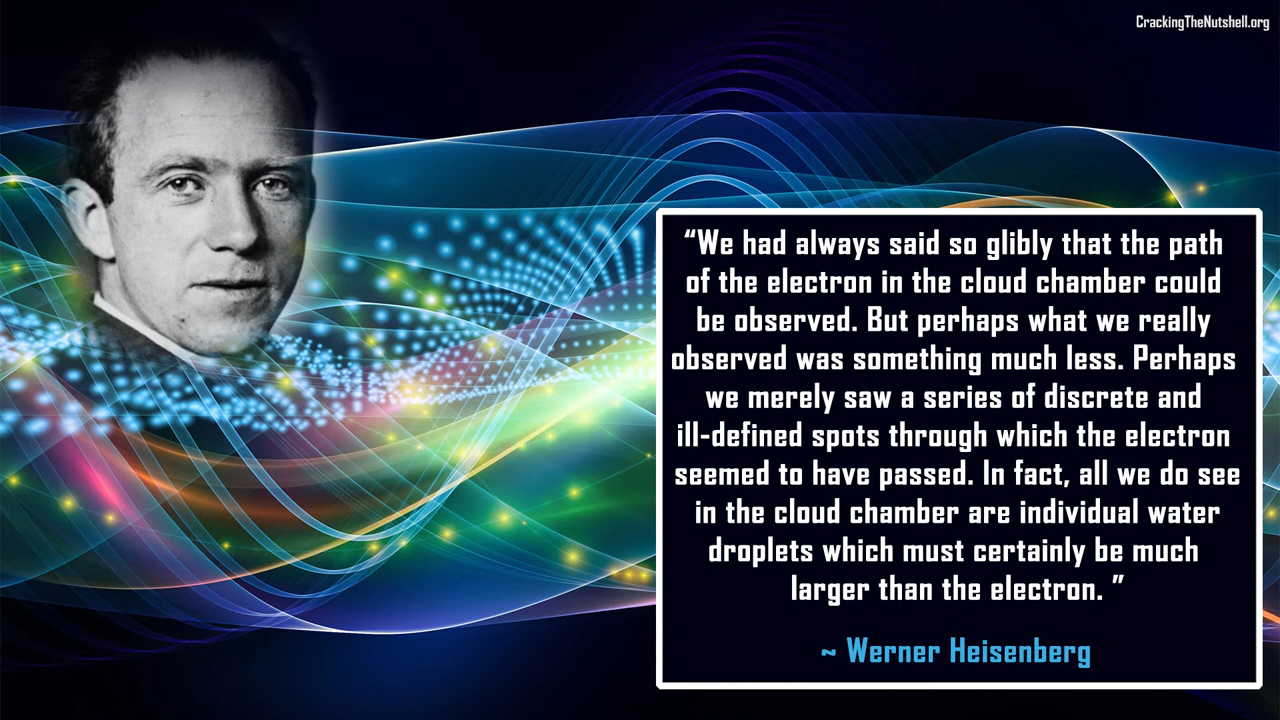 CrackingTheNutshell.org
“We had always said so glibly that the path
of the electron in the cloud chamber could
be observed. But perhaps what we really
observed was something much less. Perhaps
we merely saw a series of discrete and
ill-defined spots through which the electron
seemed to have passed. In fact, all we do see
in the cloud chamber are individual water
droplets which must certainly be much
larger than the electron. ”
~ Werner Heisenberg